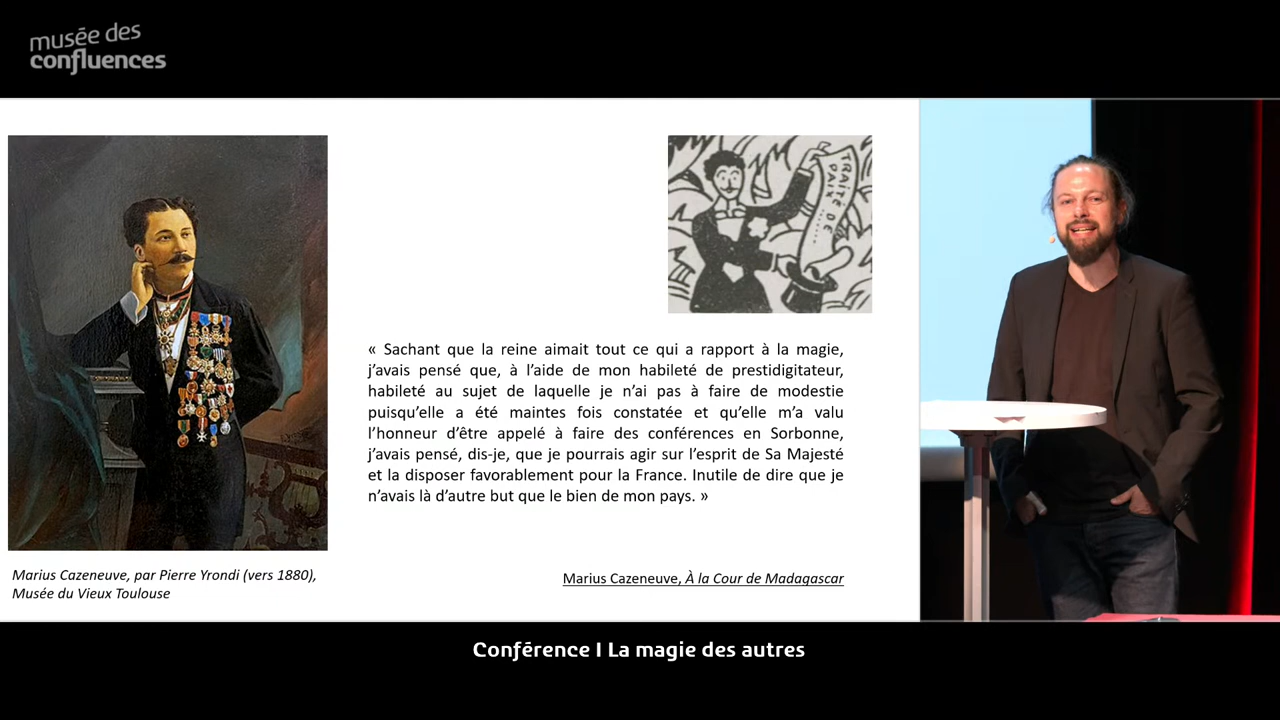 musée des
confluences
TRAITÉ DE
PAIX DE
......
« Sachant que la reine aimait tout ce qui a rapport à la magie,
j’avais pensé que, à l’aide de mon habileté de prestidigitateur,
habileté au sujet de laquelle je n’ai pas à faire de modestie
puisqu’elle a été maintes fois constatée et qu’elle m’a valu
l’honneur d’être appelé à faire des conférences en Sorbonne,
j’avais pensé, dis-je, que je pourrais agir sur l’esprit de Sa Majesté
et la disposer favorablement pour la France. Inutile de dire que je
n’avais là d’autre but que le bien de mon pays. »
Marius Cazeneuve, par Pierre Yrondi (vers 1880),
Musée du Vieux Toulouse
Marius Cazeneuve, À la Cour de Madagascar
Conférence I La magie des autres